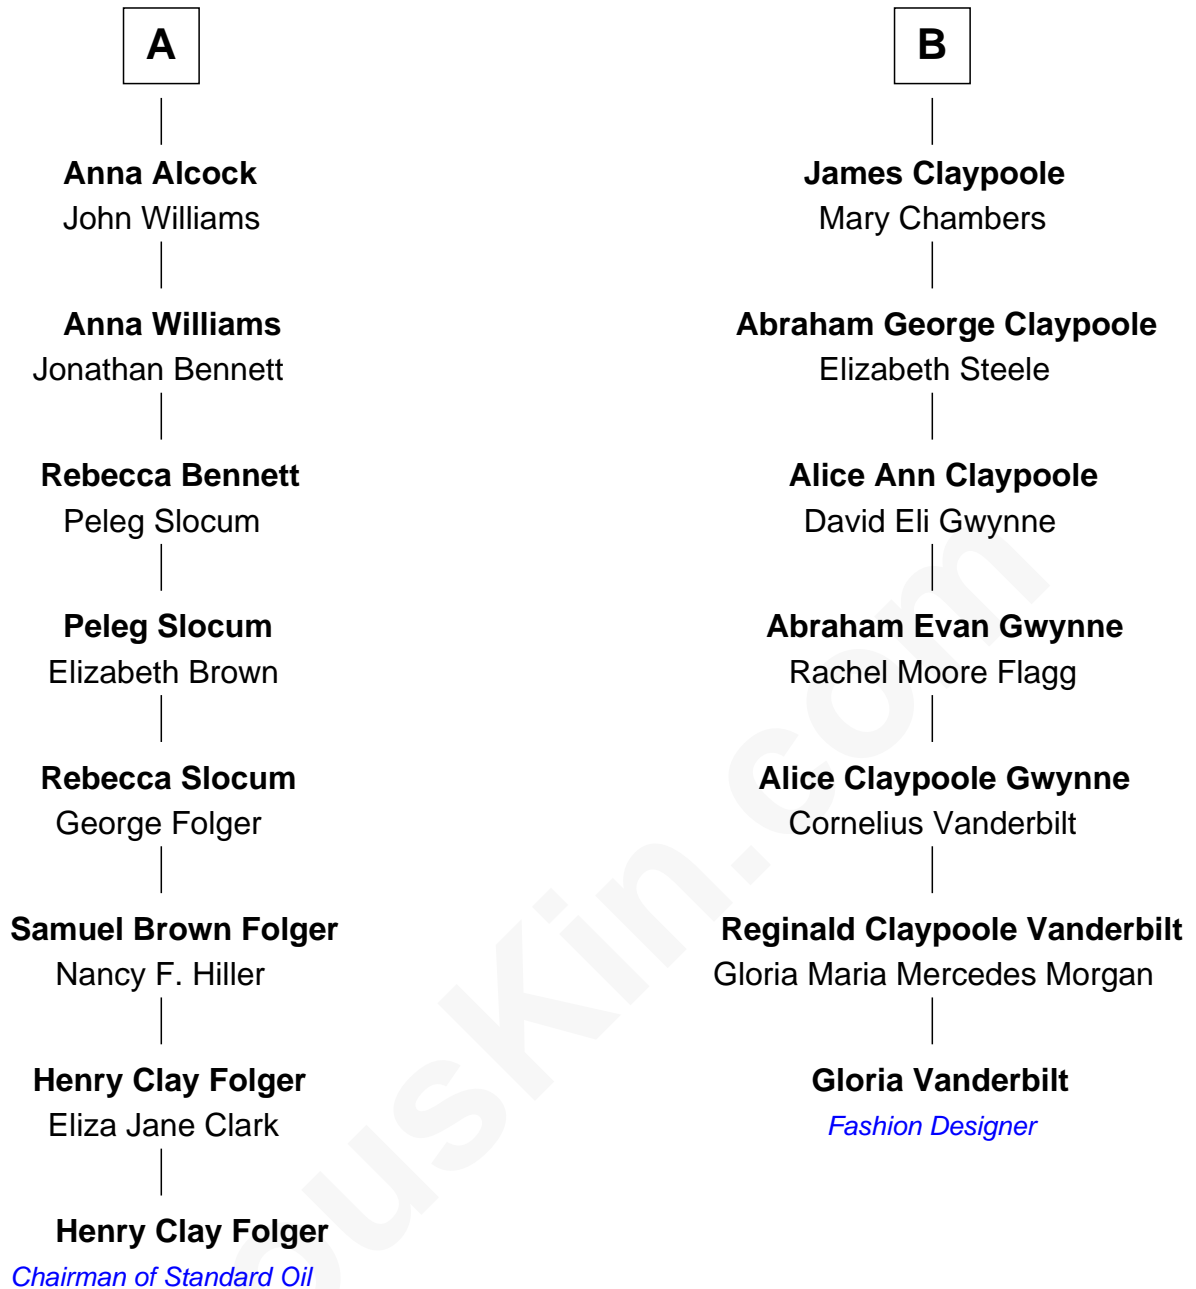 A
Anna Alcock
John Williams
Anna Williams
Jonathan Bennett
Rebecca Bennett
Peleg Slocum
Peleg Slocum
Elizabeth Brown
Rebecca Slocum
George Folger
Samuel Brown Folger
Nancy F. Hiller
Henry Clay Folger
Eliza Jane Clark
Henry Clay Folger
Chairman of Standard Oil
B
James Claypoole
Mary Chambers
Abraham George Claypoole
Elizabeth Steele
Alice Ann Claypoole
David Eli Gwynne
Abraham Evan Gwynne
Rachel Moore Flagg
Alice Claypoole Gwynne
Cornelius Vanderbilt
Reginald Claypoole Vanderbilt
Gloria Maria Mercedes Morgan
Gloria Vanderbilt
Fashion Designer
ousKin.com